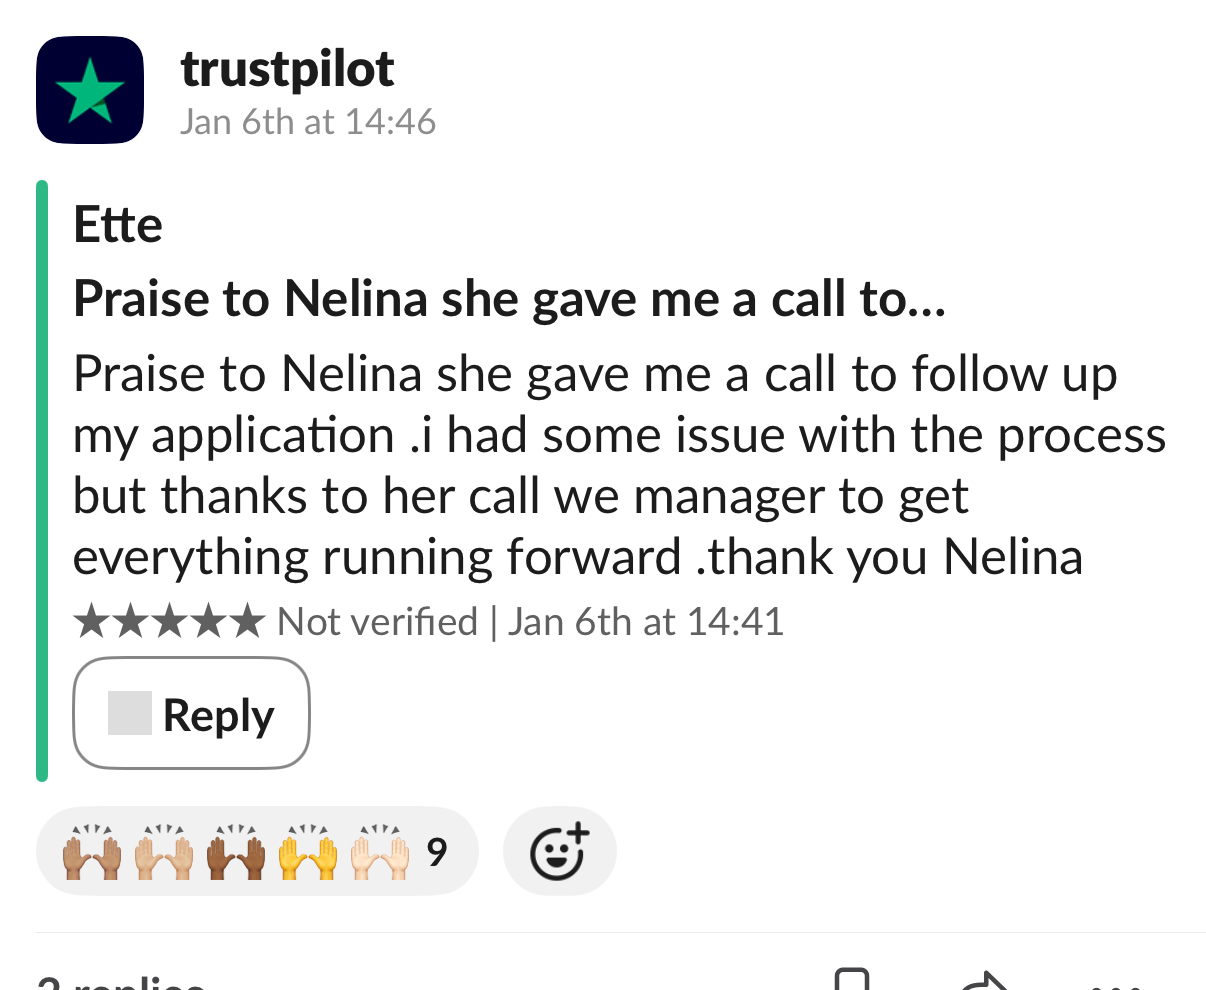 trustpilot
Jan 6th at 14:46
Ette
Praise to Nelina she gave me a call to...
Praise to Nelina she gave me a call to follow up
my application .i had some issue with the process
but thanks to her call we manager to get
everything running forward .thank you Nelina
★★★★★ Not verified | Jan 6th at 14:41
Reply
9
replies